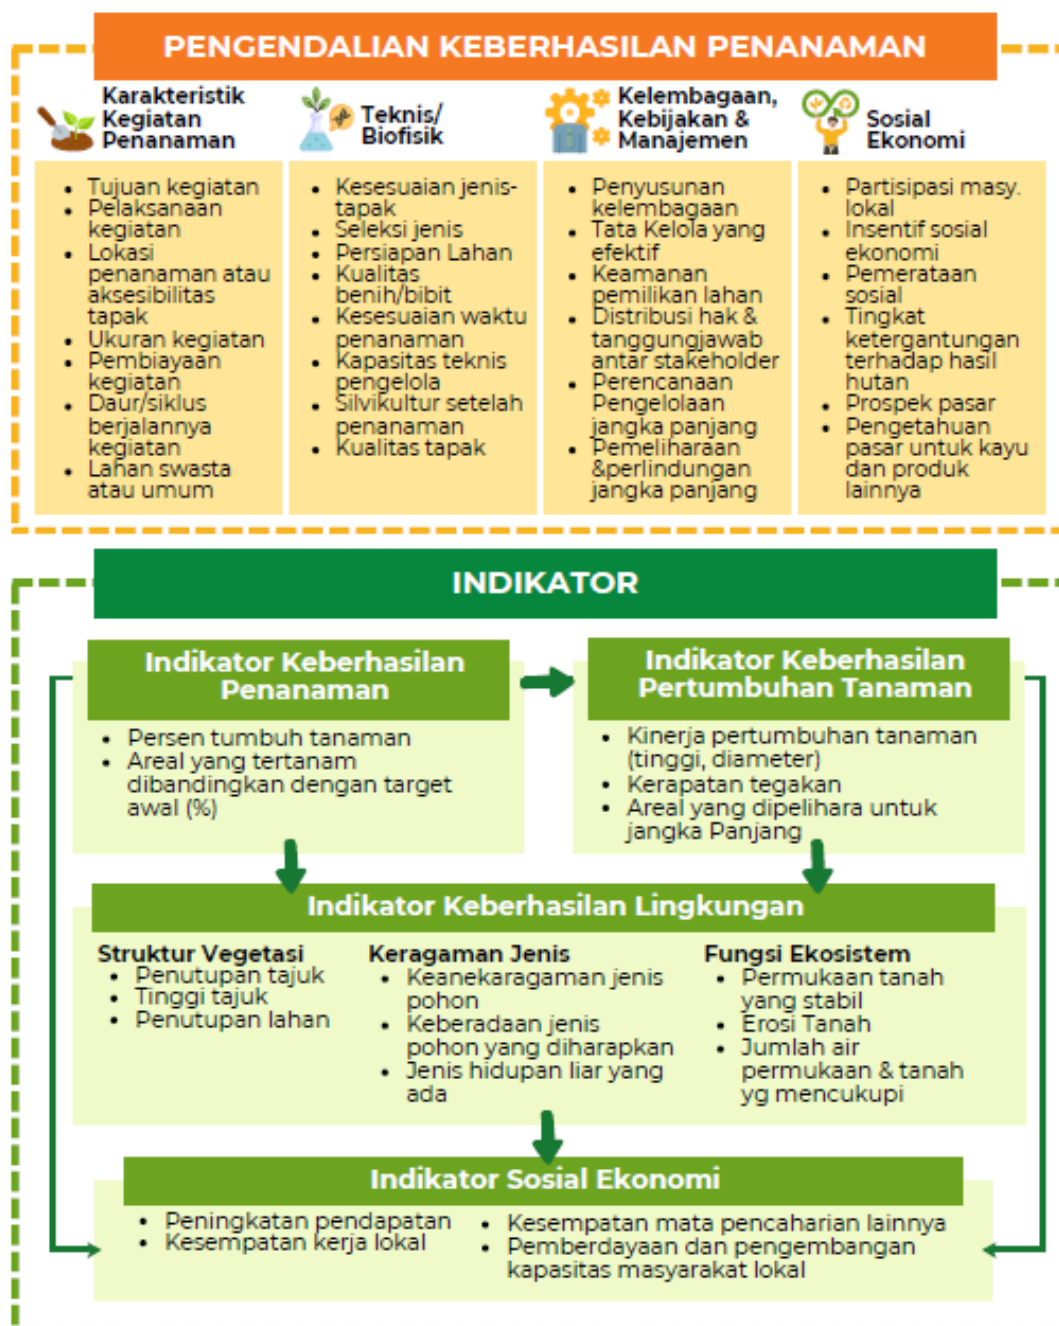 PENGENDALIAN KEBERHASILAN PENANAMAN
Karakteristik
Kegiatan
Penanaman
• Tujuan kegiatan
• Pelaksanaan
kegiatan
• Lokasi
penanaman atau
aksesibilitas
tapak
• Ukuran kegiatan
• Pembiayaan
kegiatan
• Daur/siklus
berjalannya
kegiatan
• Lahan swasta
atau umum
Teknis/
Biofisik
• Kesesuaian jenis-
tapak
• Seleksi jenis
• Persiapan Lahan
• Kualitas
benih/bibit
• Kesesuaian waktu
penanaman
• Kapasitas teknis
pengelola
• Silvikultur setelah
penanaman
• Kualitas tapak
Kelembagaan,
Kebijakan &
Manajemen
• Penyusunan
kelembagaan
• Tata Kelola yang
efektif
• Keamanan
pemilikan lahan
• Distribusi hak &
tanggungjawab
antar stakeholder
• Perencanaan
Pengelolaan
jangka panjang
• Pemeliharaan
&perlindungan
jangka panjang
Sosial
Ekonomi
• Partisipasi masy.
lokal
• Insentif sosial
ekonomi
• Pemerataan
sosial
• Tingkat
ketergantungan
terhadap hasil
hutan
• Prospek pasar
• Pengetahuan
pasar untuk kayu
dan produk
lainnya
INDIKATOR
Indikator Keberhasilan
Penanaman
• Persen tumbuh tanaman
• Areal yang tertanam
dibandingkan dengan target
awal (%)
Indikator Keberhasilan
Pertumbuhan Tanaman
• Kinerja pertumbuhan tanaman
(tinggi, diameter)
• Kerapatan tegakan
• Areal yang dipelihara untuk
jangka Panjang
Indikator Keberhasilan Lingkungan
Struktur Vegetasi
• Penutupan tajuk
• Tinggi tajuk
• Penutupan lahan
Keragaman Jenis
• Keanekaragaman jenis
pohon
• Keberadaan jenis
pohon yang diharapkan
• Jenis hidupan liar yang
ada
Fungsi Ekosistem
• Permukaan tanah
yang stabil
• Erosi Tanah
• Jumlah air
permukaan & tanah
yg mencukupi
Indikator Sosial Ekonomi
• Peningkatan pendapatan
• Kesempatan kerja lokal
• Kesempatan mata pencaharian lainnya
• Pemberdayaan dan pengembangan
kapasitas masyarakat lokal